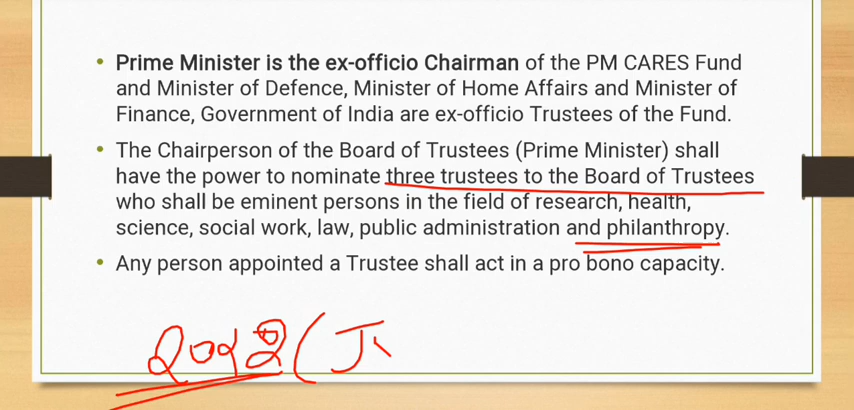 • Prime Minister is the ex-officio Chairman of the PM CARES Fund
and Minister of Defence, Minister of Home Affairs and Minister of
Finance, Government of India are ex-officio Trustees of the Fund.
• The Chairperson of the Board of Trustees (Prime Minister) shall
have the power to nominate three trustees to the Board of Trustees
who shall be eminent persons in the field of research, health,
science, social work, law, public administration and philanthropy.
• Any person appointed a Trustee shall act in a pro bono capacity.